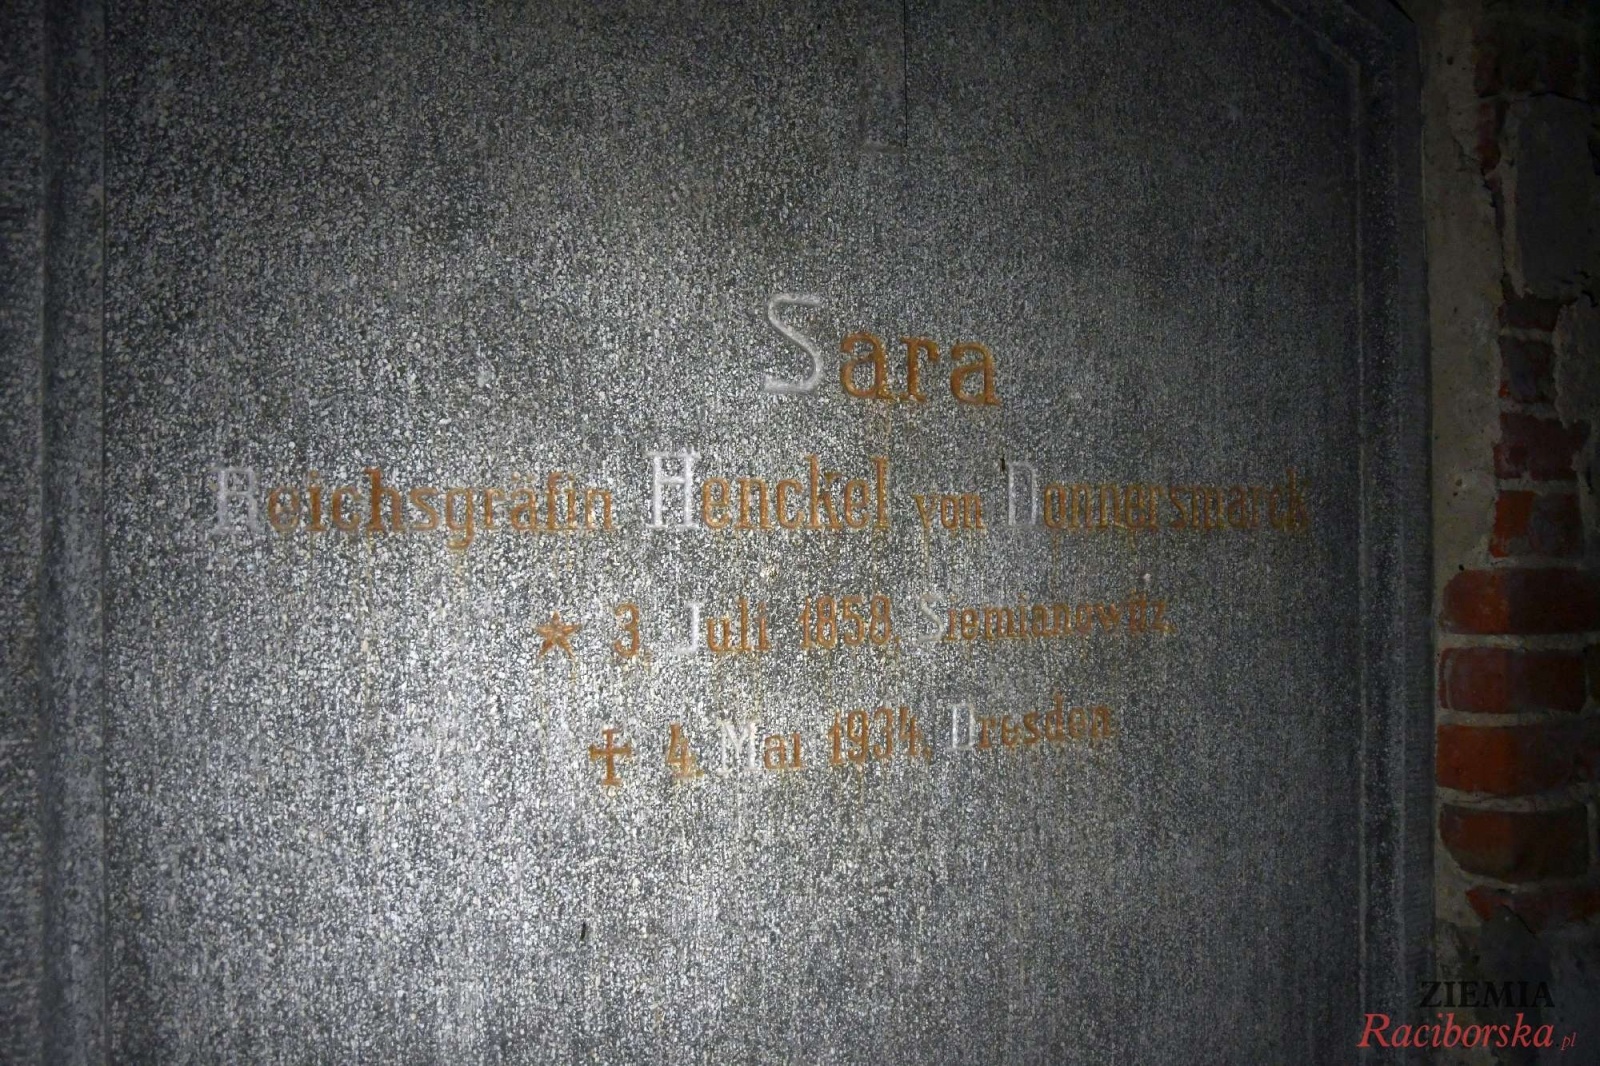 Sara
Reichsgräfin Henckel von Donnersmarck
★ 3. Juli 1858, Siemianowitz,
✝ 4. Mai 1934, Dresden
ZIEMIA
Raciborska.pl